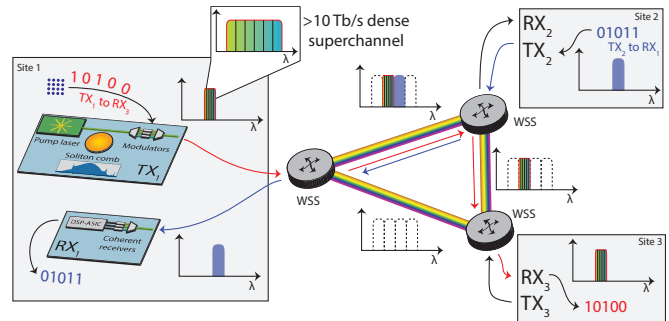 >10 Tb/s dense
superchannel
λ
Site 1
10100
TX1 to RX3
λ
Pump laser
Modulators
Soliton comb
TX1
DSP-ASIC
Coherent
receivers
RX1
01011
λ
WSS
λ
WSS
λ
λ
WSS
RX2
TX2
Site 2
01011
TX2 to RX1
λ
Site 3
RX3
TX3
λ
10100